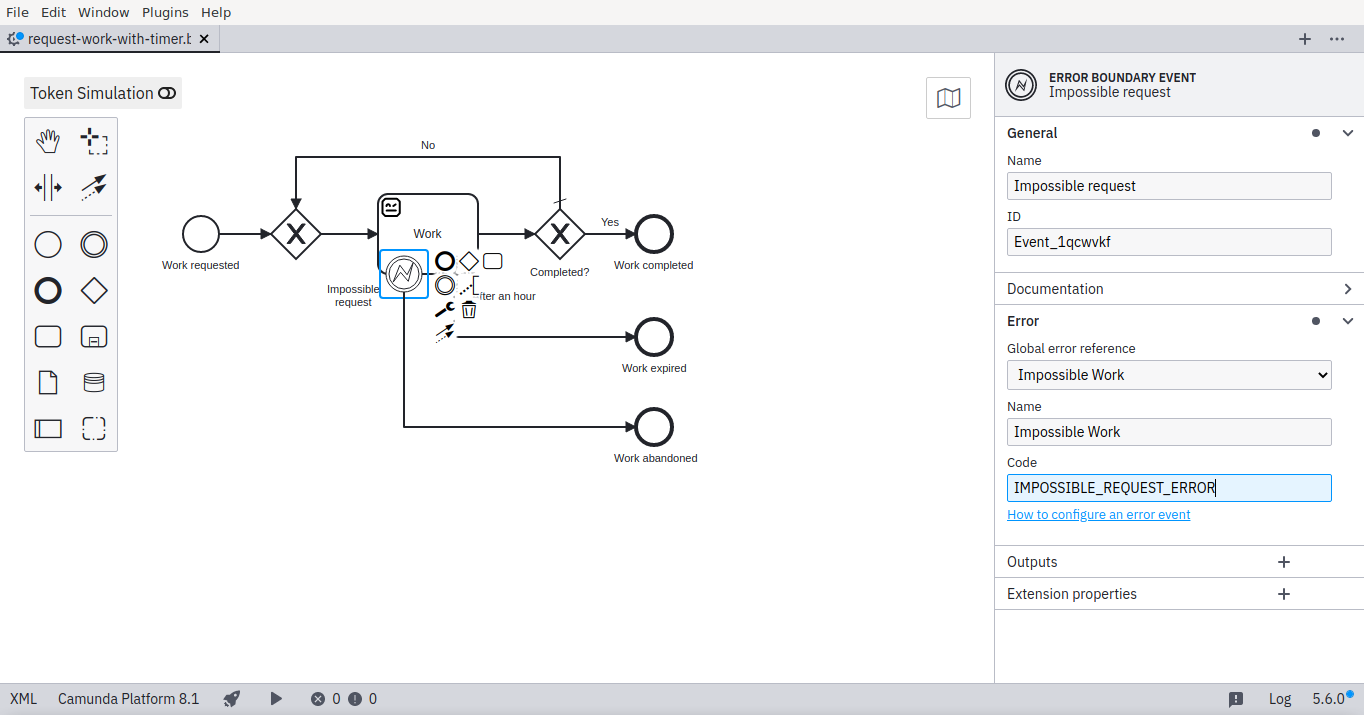 File Edit Window Plugins Help
request-work-with-timer.b
Token Simulation
No
Work
Yes
Work requested
Completed?
Work completed
Impossible
request
fter an hour
Work expired
Work abandoned
ERROR BOUNDARY EVENT
Impossible request
General
Name
Impossible request
ID
Event_1qcwvkf
Documentation
Error
Global error reference
Impossible Work
Name
Impossible Work
Code
IMPOSSIBLE_REQUEST_ERROR
How to configure an error event
Outputs
Extension properties
XML Camunda Platform 8.1 0 0 Log 5.6.0